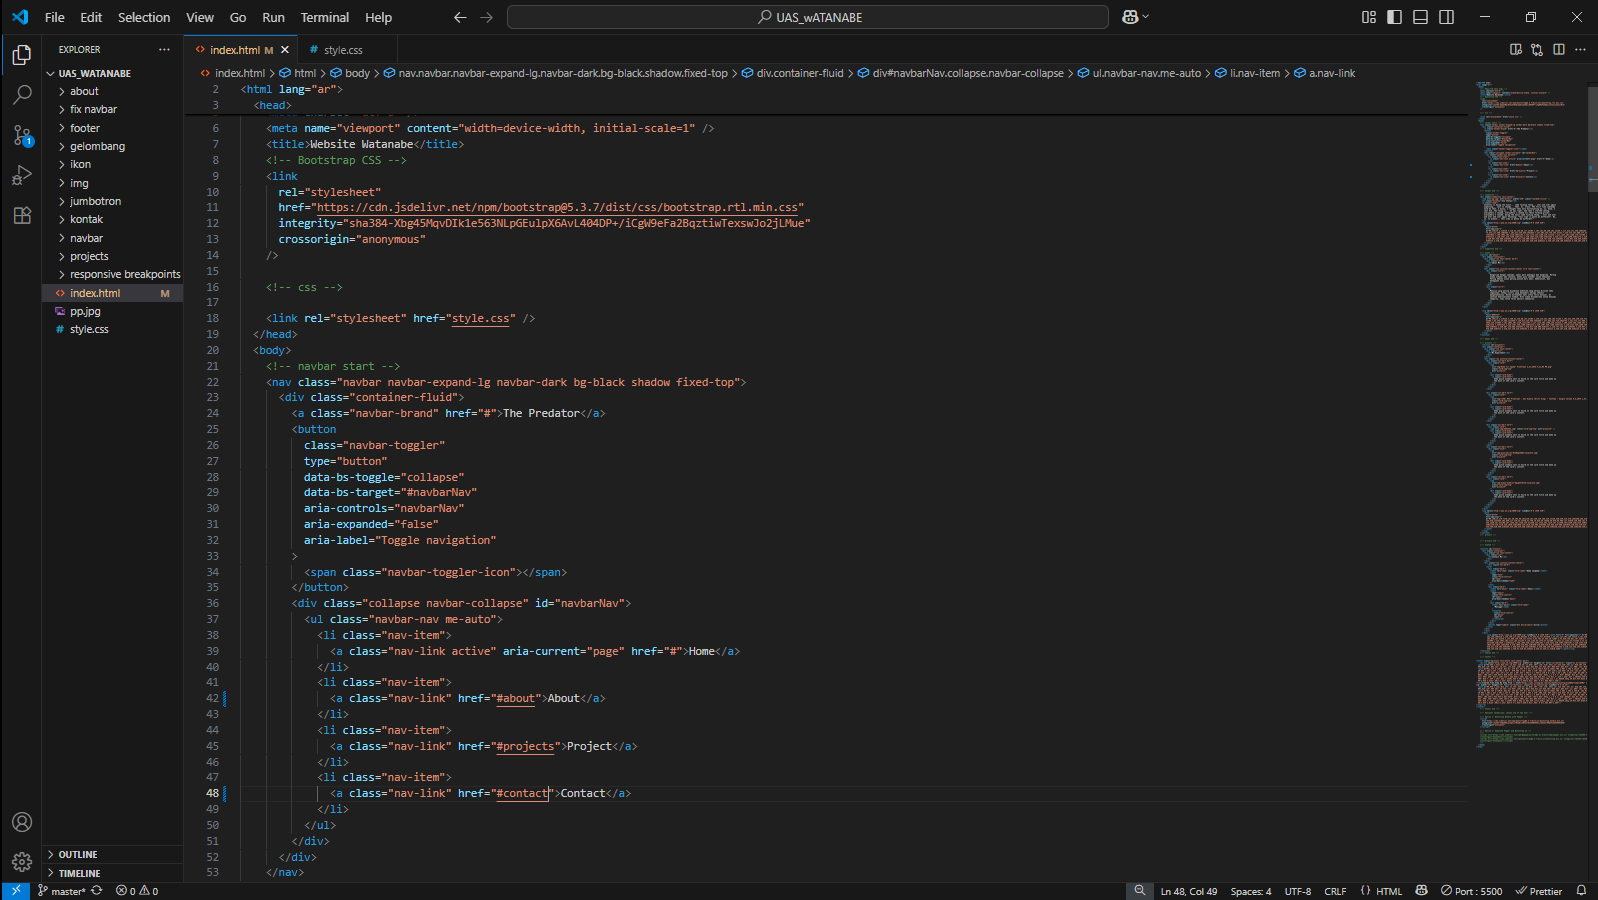 File Edit Selection View Go Run Terminal Help
UAS_wATANABE
EXPLORER
UAS_WATANABE
about
fix navbar
footer
gelombang
ikon
img
jumbotron
kontak
navbar
projects
responsive breakpoints
index.html M
pp.jpg
style.css
OUTLINE
TIMELINE
index.html M
style.css
index.html > html > body > nav.navbar.navbar-expand-lg.navbar-dark.bg-black.shadow.fixed-top > div.container-fluid > div#navbarNav.collapse.navbar-collapse > ul.navbar-nav.me-auto > li.nav-item > a.nav-link
2 <html lang="ar">
3 <head>
6 <meta name="viewport" content="width=device-width, initial-scale=1" />
7 <title>Website Watanabe</title>
8 <!-- Bootstrap CSS -->
9 <link
10 rel="stylesheet"
11 href="https://cdn.jsdelivr.net/npm/bootstrap@5.3.7/dist/css/bootstrap.rtl.min.css"
12 integrity="sha384-Xbg45MqvDIk1e563NLpGEulpX6AvL404DP+/iCgW9eFa2BqztiwTexswJo2jLMue"
13 crossorigin="anonymous"
14 />
15
16 <!-- css -->
17
18 <link rel="stylesheet" href="style.css" />
19 </head>
20 <body>
21 <!-- navbar start -->
22 <nav class="navbar navbar-expand-lg navbar-dark bg-black shadow fixed-top">
23 <div class="container-fluid">
24 <a class="navbar-brand" href="#">The Predator</a>
25 <button
26 class="navbar-toggler"
27 type="button"
28 data-bs-toggle="collapse"
29 data-bs-target="#navbarNav"
30 aria-controls="navbarNav"
31 aria-expanded="false"
32 aria-label="Toggle navigation"
33 >
34 <span class="navbar-toggler-icon"></span>
35 </button>
36 <div class="collapse navbar-collapse" id="navbarNav">
37 <ul class="navbar-nav me-auto">
38 <li class="nav-item">
39 <a class="nav-link active" aria-current="page" href="#">Home</a>
40 </li>
41 <li class="nav-item">
42 <a class="nav-link" href="#about">About</a>
43 </li>
44 <li class="nav-item">
45 <a class="nav-link" href="#projects">Project</a>
46 </li>
47 <li class="nav-item">
48 <a class="nav-link" href="#contact">Contact</a>
49 </li>
50 </ul>
51 </div>
52 </div>
53 </nav>
master* 0 0
Ln 48, Col 49 Spaces: 4 UTF-8 CRLF {} HTML Port : 5500 Prettier